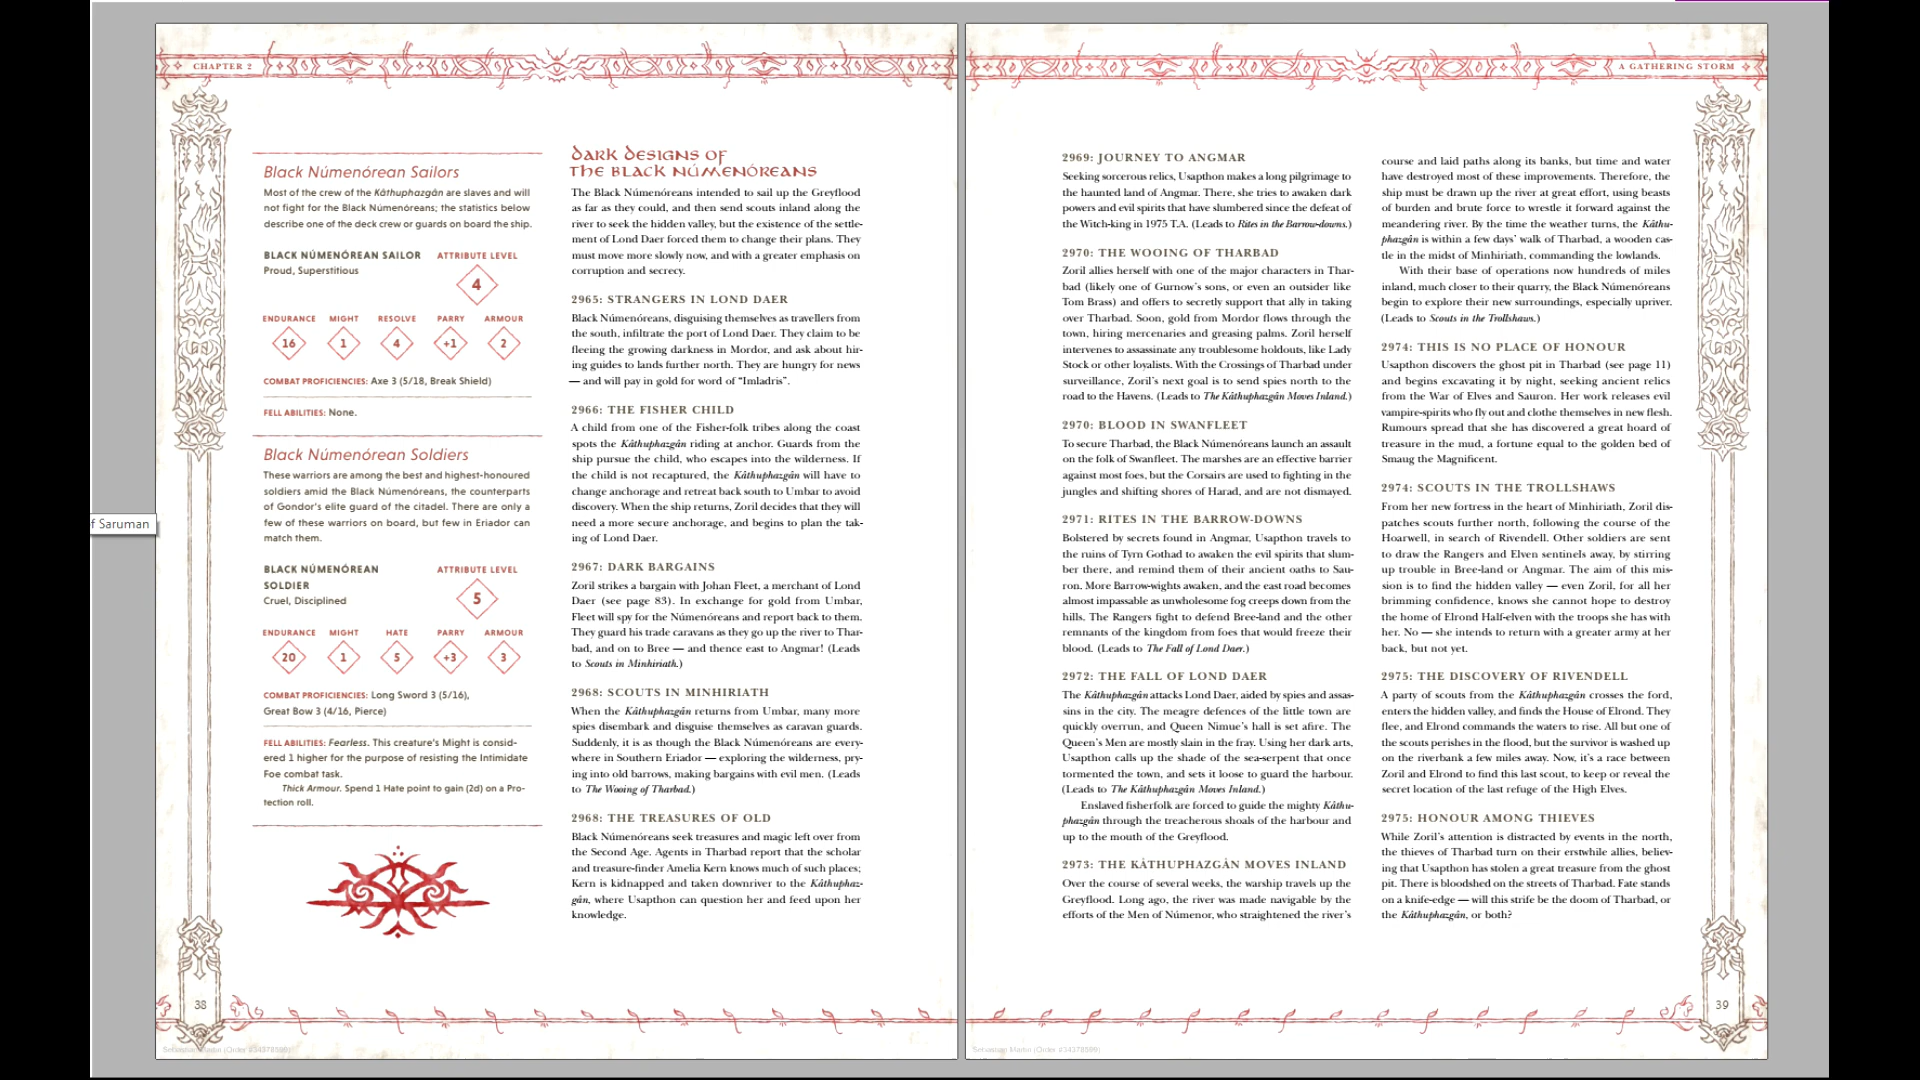 CHAPTER 2
Black Númenórean Sailors
Most of the crew of the Kâthuphazgân are slaves and will
not fight for the Black Númenóreans; the statistics below
describe one of the deck crew or guards on board the ship.
BLACK NÚMENÓREAN SAILOR
Proud, Superstitious
ATTRIBUTE LEVEL
4
ENDURANCE MIGHT RESOLVE PARRY ARMOUR
16 1 4 +1 2
COMBAT PROFICIENCIES: Axe 3 (5/18, Break Shield)
FELL ABILITIES: None.
Black Númenórean Soldiers
These warriors are among the best and highest-honoured
soldiers amid the Black Númenóreans, the counterparts
of Gondor's elite guard of the citadel. There are only a
few of these warriors on board, but few in Eriador can
match them.
BLACK NÚMENÓREAN
SOLDIER
Cruel, Disciplined
ATTRIBUTE LEVEL
5
ENDURANCE MIGHT HATE PARRY ARMOUR
20 1 5 +3 3
COMBAT PROFICIENCIES: Long Sword 3 (5/16),
Great Bow 3 (4/16, Pierce)
FELL ABILITIES: Fearless. This creature's Might is consid-
ered 1 higher for the purpose of resisting the Intimidate
Foe combat task.
Thick Armour. Spend 1 Hate point to gain (2d) on a Pro-
tection roll.
DARK DESIGNS OF
THE BLACK NÚMENÓREANS
The Black Númenóreans intended to sail up the Greyflood
as far as they could, and then send scouts inland along the
river to seek the hidden valley, but the existence of the settle-
ment of Lond Daer forced them to change their plans. They
must move more slowly now, and with a greater emphasis on
corruption and secrecy.
2965: STRANGERS IN LOND DAER
Black Númenóreans, disguising themselves as travellers from
the south, infiltrate the port of Lond Daer. They claim to be
fleeing the growing darkness in Mordor, and ask about hir-
ing guides to lands further north. They are hungry for news
— and will pay in gold for word of “Imladris”.
2966: THE FISHER CHILD
A child from one of the Fisher-folk tribes along the coast
spots the Kâthuphazgân riding at anchor. Guards from the
ship pursue the child, who escapes into the wilderness. If
the child is not recaptured, the Kâthuphazgân will have to
change anchorage and retreat back south to Umbar to avoid
discovery. When the ship returns, Zoril decides that they will
need a more secure anchorage, and begins to plan the tak-
ing of Lond Daer.
2967: DARK BARGAINS
Zoril strikes a bargain with Johan Fleet, a merchant of Lond
Daer (see page 83). In exchange for gold from Umbar,
Fleet will spy for the Númenóreans and report back to them.
They guard his trade caravans as they go up the river to Thar-
bad, and on to Bree — and thence east to Angmar! (Leads
to Scouts in Minhiriath.)
2968: SCOUTS IN MINHIRIATH
When the Kâthuphazgân returns from Umbar, many more
spies disembark and disguise themselves as caravan guards.
Suddenly, it is as though the Black Númenóreans are every-
where in Southern Eriador — exploring the wilderness, pry-
ing into old barrows, making bargains with evil men. (Leads
to The Wooing of Tharbad.)
2968: THE TREASURES OF OLD
Black Númenóreans seek treasures and magic left over from
the Second Age. Agents in Tharbad report that the scholar
and treasure-finder Amelia Kern knows much of such places;
Kern is kidnapped and taken downriver to the Kâthuphaz-
gân, where Usapthon can question her and feed upon her
knowledge.
38
Sebastian Martin (Order #34378599)
f Saruman
A GATHERING STORM
2969: JOURNEY TO ANGMAR
Seeking sorcerous relics, Usapthon makes a long pilgrimage to
the haunted land of Angmar. There, she tries to awaken dark
powers and evil spirits that have slumbered since the defeat of
the Witch-king in 1975 T.A. (Leads to Rites in the Barrow-downs.)
2970: THE WOOING OF THARBAD
Zoril allies herself with one of the major characters in Thar-
bad (likely one of Gurnow's sons, or even an outsider like
Tom Brass) and offers to secretly support that ally in taking
over Tharbad. Soon, gold from Mordor flows through the
town, hiring mercenaries and greasing palms. Zoril herself
intervenes to assassinate any troublesome holdouts, like Lady
Stock or other loyalists. With the Crossings of Tharbad under
surveillance, Zoril's next goal is to send spies north to the
road to the Havens. (Leads to The Kâthuphazgân Moves Inland.)
2970: BLOOD IN SWANFLEET
To secure Tharbad, the Black Númenóreans launch an assault
on the folk of Swanfleet. The marshes are an effective barrier
against most foes, but the Corsairs are used to fighting in the
jungles and shifting shores of Harad, and are not dismayed.
2971: RITES IN THE BARROW-DOWNS
Bolstered by secrets found in Angmar, Usapthon travels to
the ruins of Tyrn Gothad to awaken the evil spirits that slum-
ber there, and remind them of their ancient oaths to Sau-
ron. More Barrow-wights awaken, and the east road becomes
almost impassable as unwholesome fog creeps down from the
hills. The Rangers fight to defend Bree-land and the other
remnants of the kingdom from foes that would freeze their
blood. (Leads to The Fall of Lond Daer.)
2972: THE FALL OF LOND DAER
The Kâthuphazgân attacks Lond Daer, aided by spies and assas-
sins in the city. The meagre defences of the little town are
quickly overrun, and Queen Nimue's hall is set afire. The
Queen's Men are mostly slain in the fray. Using her dark arts,
Usapthon calls up the shade of the sea-serpent that once
tormented the town, and sets it loose to guard the harbour.
(Leads to The Kâthuphazgân Moves Inland.)
Enslaved fisherfolk are forced to guide the mighty Kâthu-
phazgân through the treacherous shoals of the harbour and
up to the mouth of the Greyflood.
2973: THE KÂTHUPHAZGÂN MOVES INLAND
Over the course of several weeks, the warship travels up the
Greyflood. Long ago, the river was made navigable by the
efforts of the Men of Númenor, who straightened the river's
course and laid paths along its banks, but time and water
have destroyed most of these improvements. Therefore, the
ship must be drawn up the river at great effort, using beasts
of burden and brute force to wrestle it forward against the
meandering river. By the time the weather turns, the Kâthu-
phazgân is within a few days' walk of Tharbad, a wooden cas-
tle in the midst of Minhiriath, commanding the lowlands.
With their base of operations now hundreds of miles
inland, much closer to their quarry, the Black Númenóreans
begin to explore their new surroundings, especially upriver.
(Leads to Scouts in the Trollshaws.)
2974: THIS IS NO PLACE OF HONOUR
Usapthon discovers the ghost pit in Tharbad (see page 11)
and begins excavating it by night, seeking ancient relics
from the War of Elves and Sauron. Her work releases evil
vampire-spirits who fly out and clothe themselves in new flesh.
Rumours spread that she has discovered a great hoard of
treasure in the mud, a fortune equal to the golden bed of
Smaug the Magnificent.
2974: SCOUTS IN THE TROLLSHAWS
From her new fortress in the heart of Minhiriath, Zoril dis-
patches scouts further north, following the course of the
Hoarwell, in search of Rivendell. Other soldiers are sent
to draw the Rangers and Elven sentinels away, by stirring
up trouble in Bree-land or Angmar. The aim of this mis-
sion is to find the hidden valley — even Zoril, for all her
brimming confidence, knows she cannot hope to destroy
the home of Elrond Half-elven with the troops she has with
her. No — she intends to return with a greater army at her
back, but not yet.
2975: THE DISCOVERY OF RIVENDELL
A party of scouts from the Kâthuphazgân crosses the ford,
enters the hidden valley, and finds the House of Elrond. They
flee, and Elrond commands the waters to rise. All but one of
the scouts perishes in the flood, but the survivor is washed up
on the riverbank a few miles away. Now, it's a race between
Zoril and Elrond to find this last scout, to keep or reveal the
secret location of the last refuge of the High Elves.
2975: HONOUR AMONG THIEVES
While Zoril's attention is distracted by events in the north,
the thieves of Tharbad turn on their erstwhile allies, believ-
ing that Usapthon has stolen a great treasure from the ghost
pit. There is bloodshed on the streets of Tharbad. Fate stands
on a knife-edge — will this strife be the doom of Tharbad, or
the Kâthuphazgân, or both?
39
(Order #34378599)